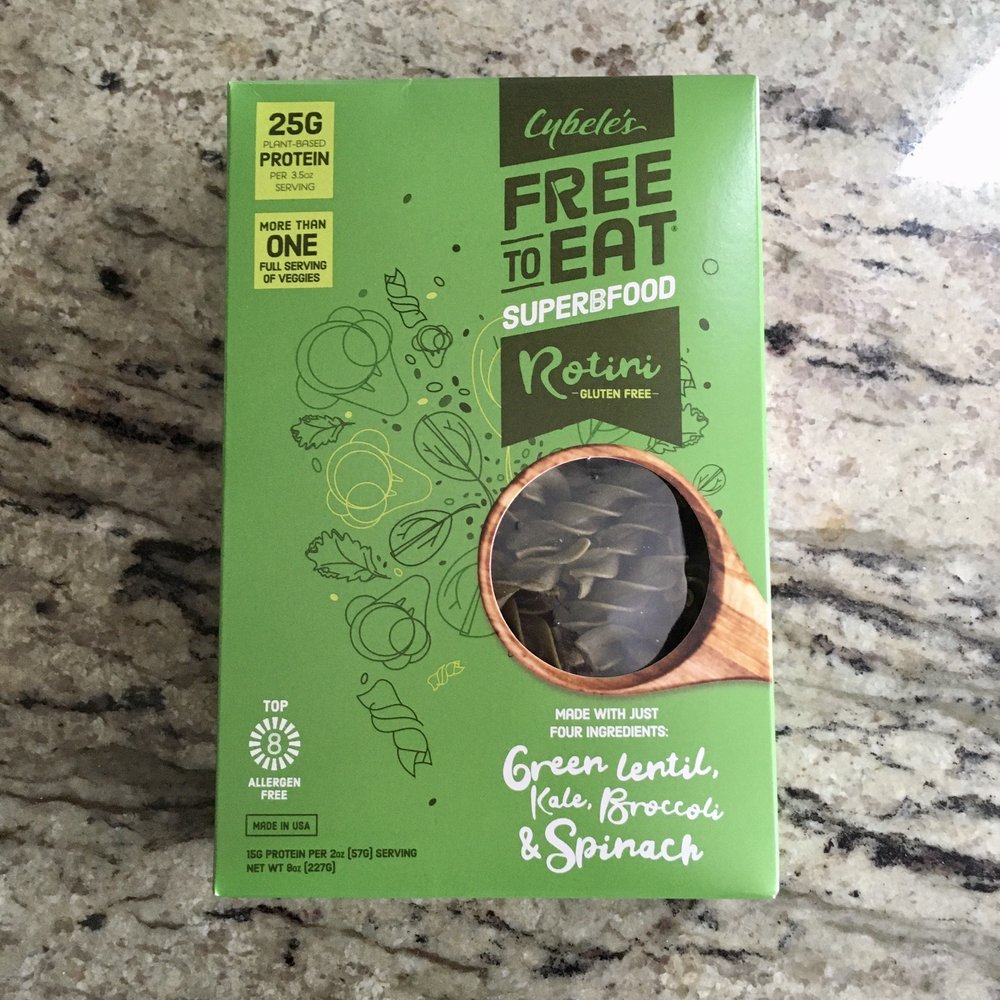 25G
PLANT-BASED
PROTEIN
PER 3.5oz
SERVING
MORE THAN
ONE
FULL SERVING
OF VEGGIES
Cybele's
FREE
TO EAT®
SUPERBFOOD
Rotini
-GLUTEN FREE-
MADE WITH JUST
FOUR INGREDIENTS:
Green Lentil,
Kale, Broccoli
& Spinach
TOP
8
ALLERGEN
FREE
MADE IN USA
15G PROTEIN PER 2oz (57G) SERVING
NET WT 8oz (227G)